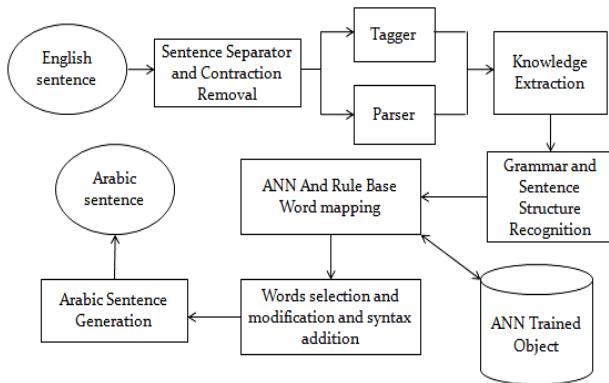 English
sentence
Sentence Separator
and Contraction
Removal
Tagger
Parser
Knowledge
Extraction
Grammar and
Sentence
Structure
Recognition
ANN And Rule Base
Word mapping
ANN Trained
Object
Words selection and
modification and syntax
addition
Arabic Sentence
Generation
Arabic
sentence